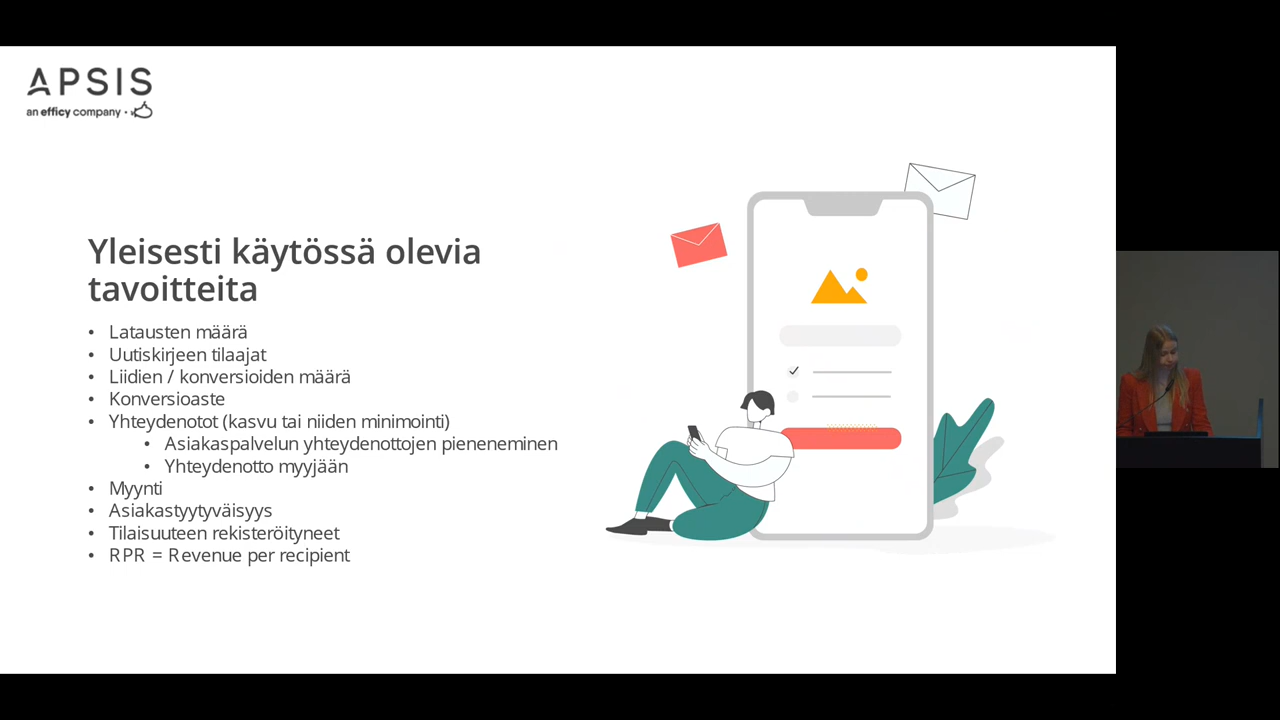 APSIS
an efficy company
Yleisesti käytössä olevia
tavoitteita
• Latausten määrä
• Uutiskirjeen tilaajat
• Liidien / konversioiden määrä
• Konversioaste
• Yhteydenotot (kasvu tai niiden minimointi)
• Asiakaspalvelun yhteydenottojen pieneneminen
• Yhteydenotto myyjään
• Myynti
• Asiakastyytyväisyys
• Tilaisuuteen rekisteröityneet
• RPR = Revenue per recipient